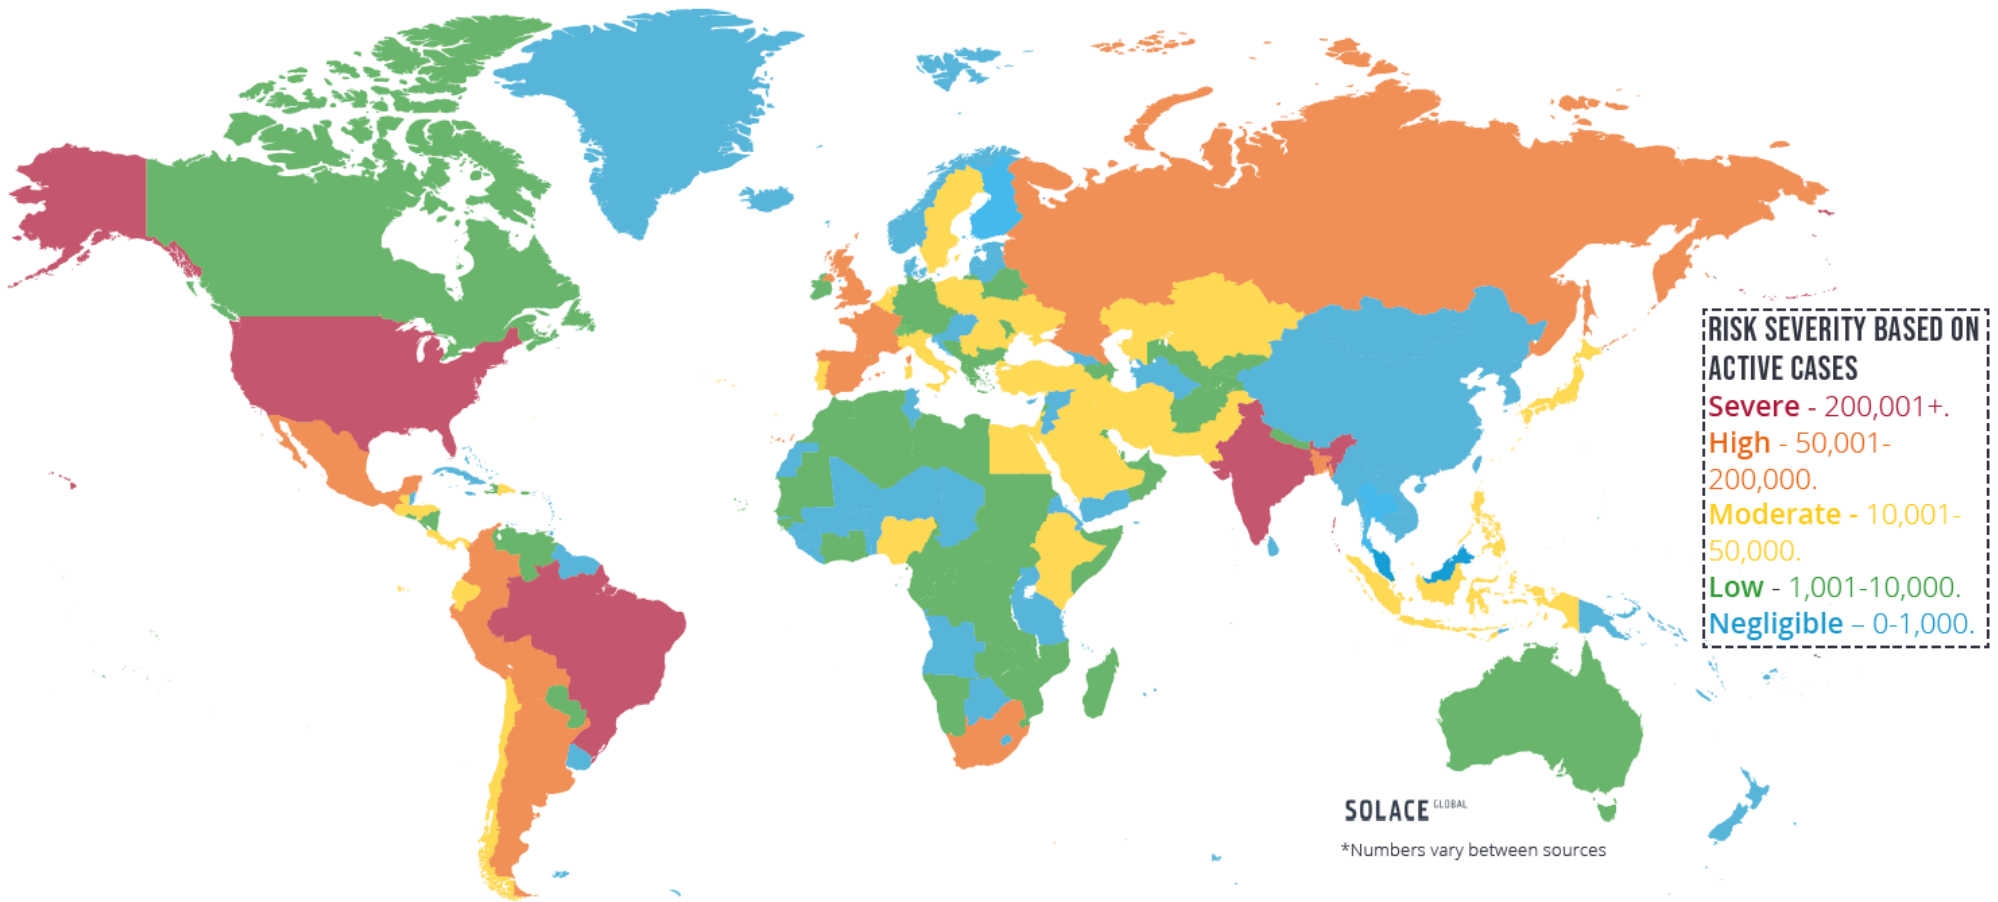 RISK SEVERITY BASED ON
ACTIVE CASES
Severe - 200,001+.
High - 50,001-
200,000.
Moderate - 10,001-
50,000.
Low - 1,001-10,000.
Negligible – 0-1,000.
SOLACE GLOBAL
*Numbers vary between sources